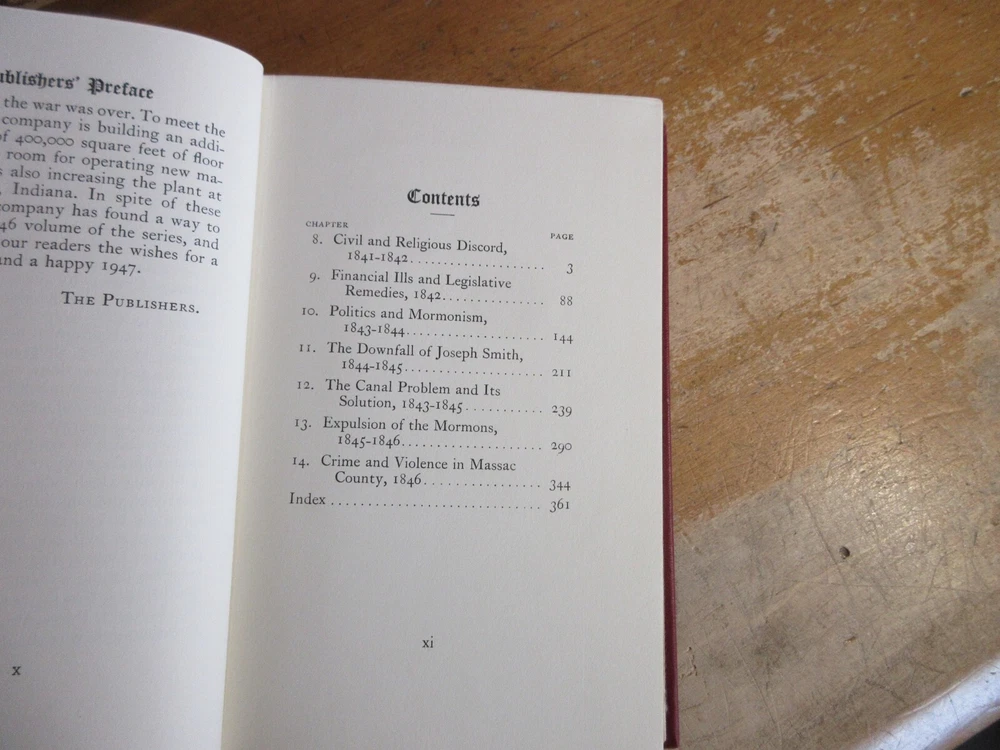 Publishers' Preface
the war was over. To meet the
company is building an addi-
of 400,000 square feet of floor
room for operating new ma-
also increasing the plant at
Indiana. In spite of these
company has found a way to
46 volume of the series, and
our readers the wishes for a
and a happy 1947.
The Publishers.
x
Contents
CHAPTER PAGE
8. Civil and Religious Discord,
1841-1842.................... 3
9. Financial Ills and Legislative
Remedies, 1842............... 88
10. Politics and Mormonism,
1843-1844..................... 144
11. The Downfall of Joseph Smith,
1844-1845..................... 211
12. The Canal Problem and Its
Solution, 1843-1845........... 239
13. Expulsion of the Mormons,
1845-1846..................... 290
14. Crime and Violence in Massac
County, 1846................. 344
Index ............................... 361
xi